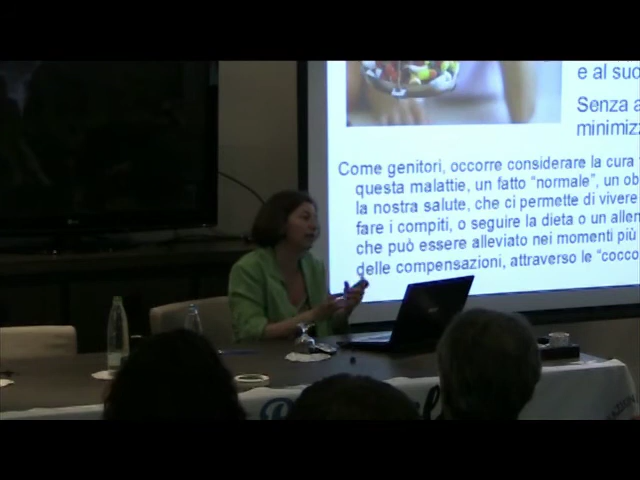 e al suo
Senza a
minimizz
Come genitori, occorre considerare la cura
questa malattie, un fatto “normale”, un ob
la nostra salute, che ci permette di vivere
fare i compiti, o seguire la dieta o un aller
che può essere alleviato nei momenti più
delle compensazioni, attraverso le “cocco